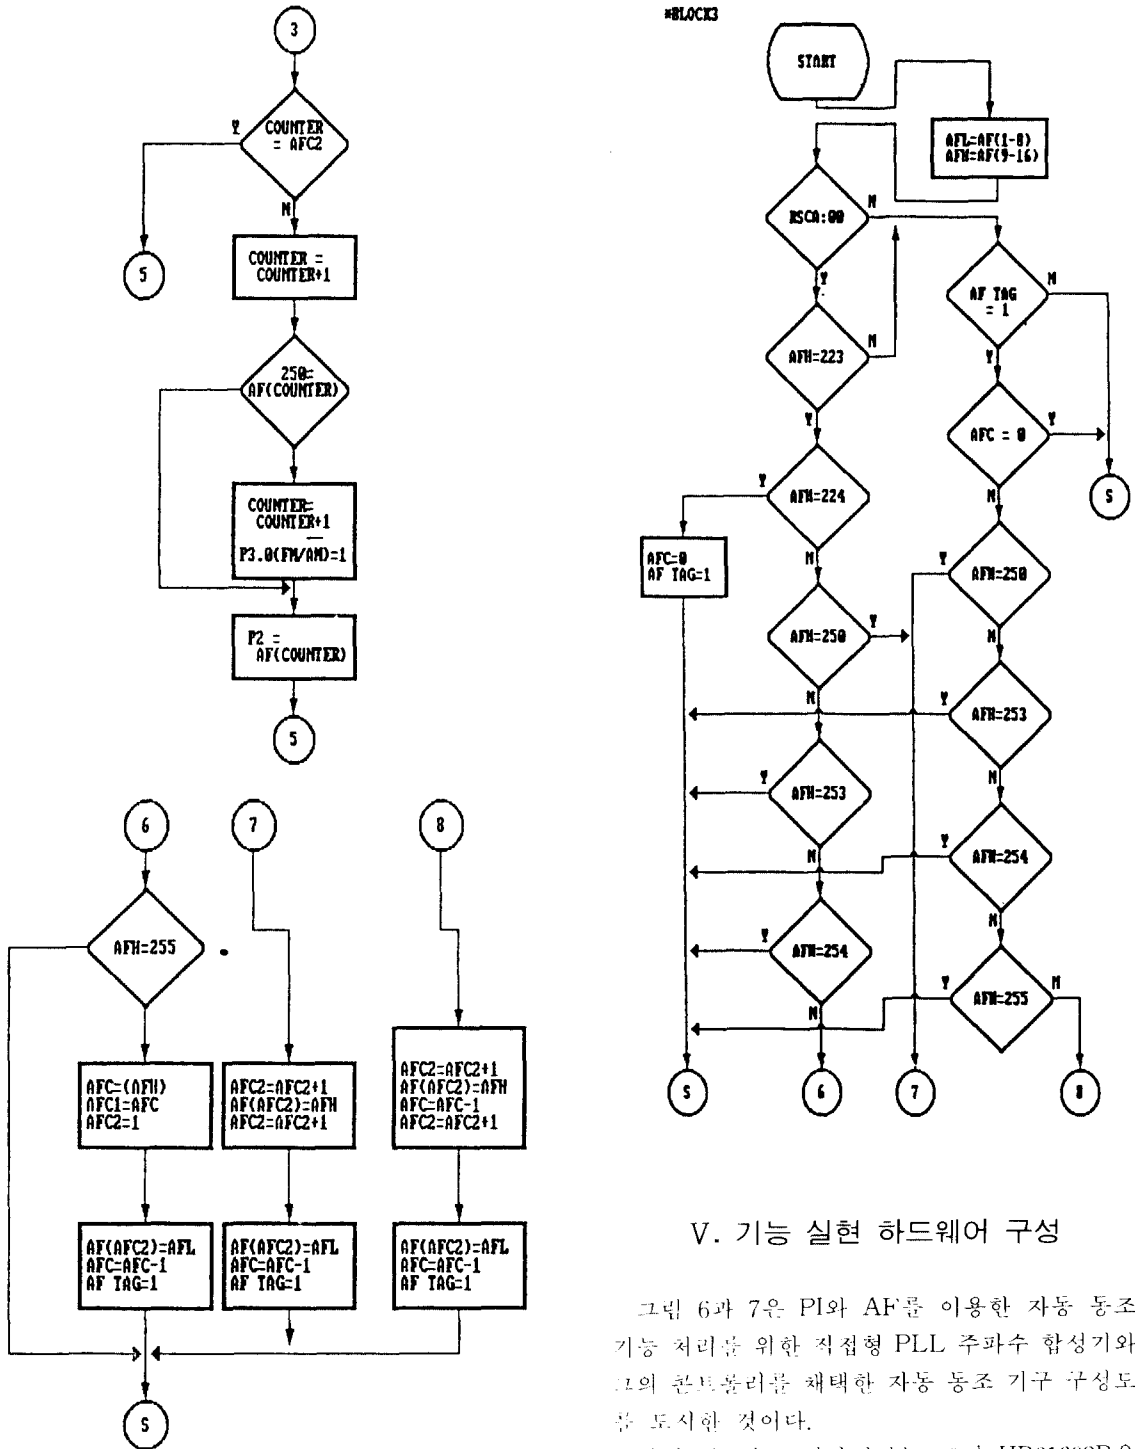 3
Y
COUNTER
= AFC2
N
5
COUNTER =
COUNTER+1
250=
AF(COUNTER)
COUNTER=
COUNTER+1
P3.0(FM/AM)=1
P2 =
AF(COUNTER)
5
6
7
8
AFH=255
AFC=(AFH)
AFC1=AFC
AFC2=1
AFC2=AFC2+1
AF(AFC2)=AFH
AFC2=AFC2+1
AFC2=AFC2+1
AF(AFC2)=AFH
AFC=AFC-1
AFC2=AFC2+1
AF(AFC2)=AFL
AFC=AFC-1
AF TAG=1
AF(AFC2)=AFL
AFC=AFC-1
AF TAG=1
AF(AFC2)=AFL
AFC=AFC-1
AF TAG=1
S
*BLOCK3
START
AFL=AF(1-8)
AFH=AF(9-16)
BSCA:00
N
Y
AF TAG
= 1
N
Y
AFH=223
N
Y
AFC = 0
Y
N
AFH=224
Y
N
AFC=0
AF TAG=1
AFH=250
Y
N
AFH=250
Y
N
AFH=253
Y
N
AFH=253
Y
N
AFH=254
Y
N
AFH=254
Y
N
AFH=255
Y
N
S
6
7
8
S
V. 기능 실현 하드웨어 구성
그림 6과 7은 PI와 AF를 이용한 자동 동조
기능 처리를 위한 직접형 PLL 주파수 합성기와
그의 콘트롤러를 채택한 자동 동조 기구 구성도
를 도시한 것이다.